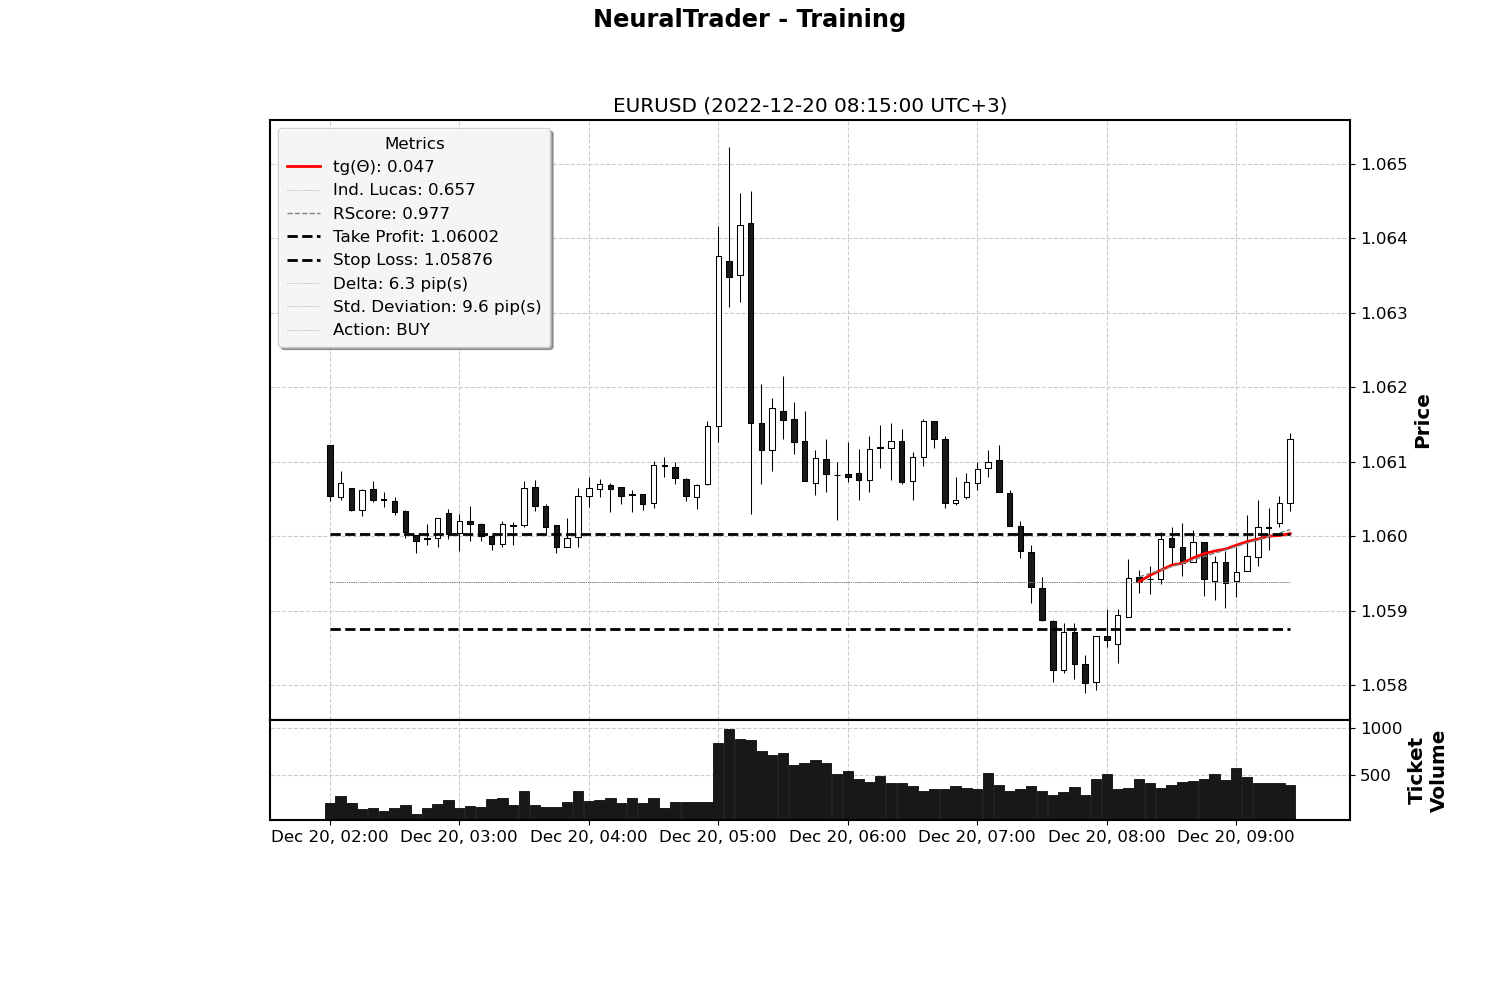 NeuralTrader - Training
EURUSD (2022-12-20 08:15:00 UTC+3)
Metrics
tg(Θ): 0.047
Ind. Lucas: 0.657
RScore: 0.977
Take Profit: 1.06002
Stop Loss: 1.05876
Delta: 6.3 pip(s)
Std. Deviation: 9.6 pip(s)
Action: BUY
1.065
1.064
1.063
1.062
1.061
1.060
1.059
1.058
Price
1000
500
Ticket
Volume
Dec 20, 02:00 Dec 20, 03:00 Dec 20, 04:00 Dec 20, 05:00 Dec 20, 06:00 Dec 20, 07:00 Dec 20, 08:00 Dec 20, 09:00